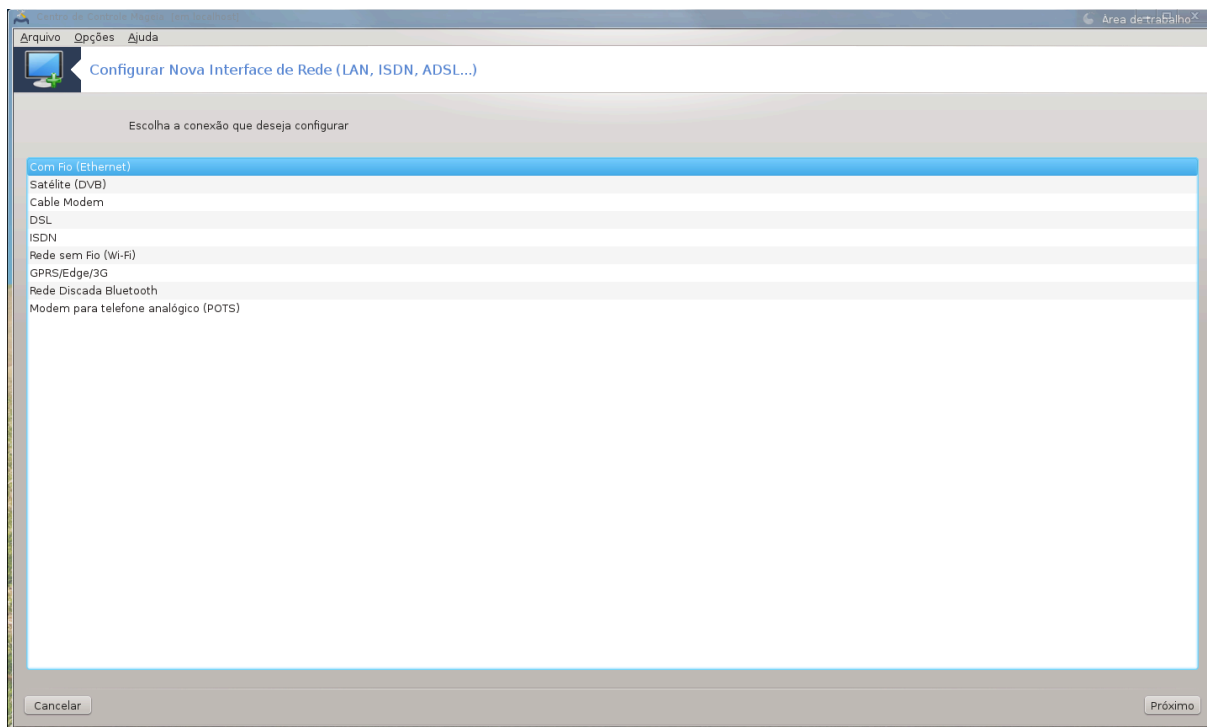 Área de trabalho
Arquivo Opções Ajuda
Configurar Nova Interface de Rede (LAN, ISDN, ADSL...)
Escolha a conexão que deseja configurar
Com Fio (Ethernet)
Satélite (DVB)
Cable Modem
DSL
ISDN
Rede sem Fio (Wi-Fi)
GPRS/Edge/3G
Rede Discada Bluetooth
Modem para telefone analógico (POTS)
Cancelar Próximo